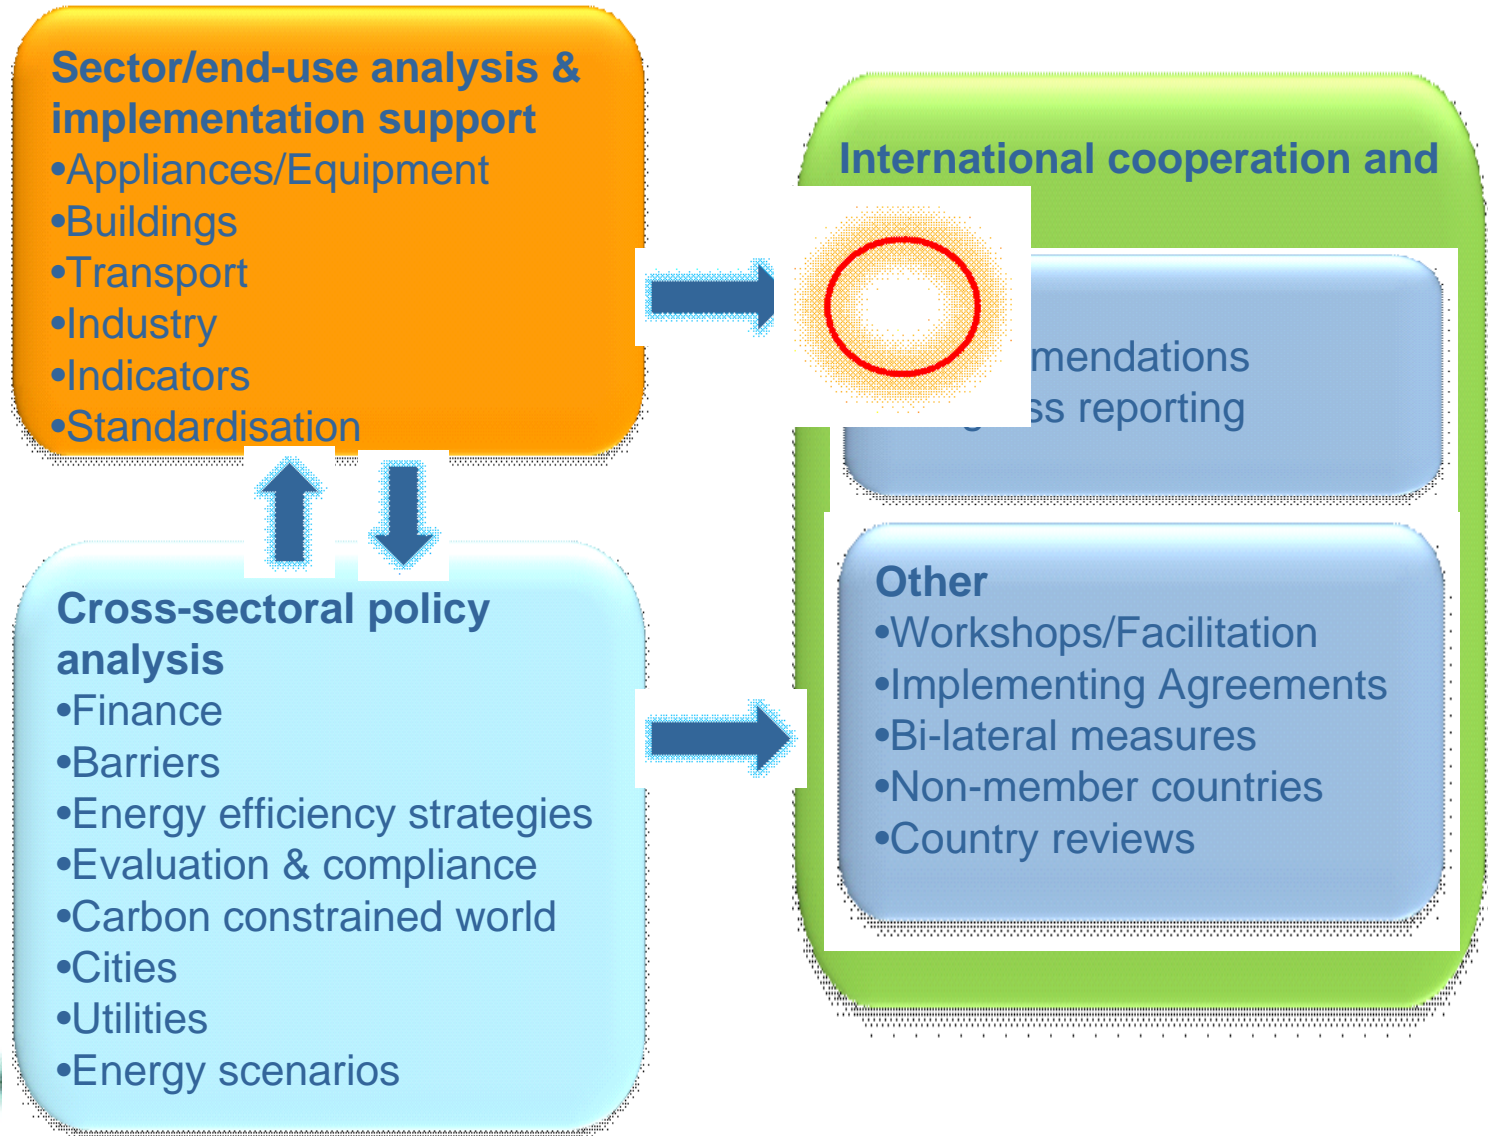 Sector/end-use analysis &
implementation support
•Appliances/Equipment
•Buildings
•Transport
•Industry
•Indicators
•Standardisation
Cross-sectoral policy
analysis
•Finance
•Barriers
•Energy efficiency strategies
•Evaluation & compliance
•Carbon constrained world
•Cities
•Utilities
•Energy scenarios
International cooperation and
mendations
ss reporting
Other
•Workshops/Facilitation
•Implementing Agreements
•Bi-lateral measures
•Non-member countries
•Country reviews